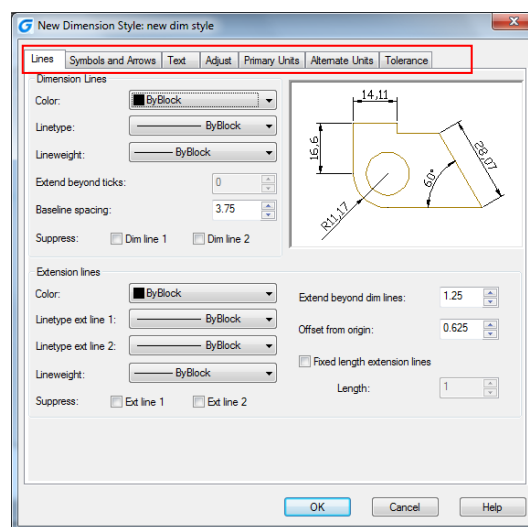 New Dimension Style: new dim style
Lines Symbols and Arrows Text Adjust Primary Units Alternate Units Tolerance
Dimension Lines
Color: ByBlock
Linetype: ByBlock
Lineweight: ByBlock
Extend beyond ticks: 0
Baseline spacing: 3.75
Suppress: Dim line 1 Dim line 2
14,11
16,6
28,07
60°
R11,17
Extension lines
Color: ByBlock
Linetype ext line 1: ByBlock
Linetype ext line 2: ByBlock
Lineweight: ByBlock
Suppress: Ext line 1 Ext line 2
Extend beyond dim lines: 1.25
Offset from origin: 0.625
Fixed length extension lines
Length: 1
OK Cancel Help